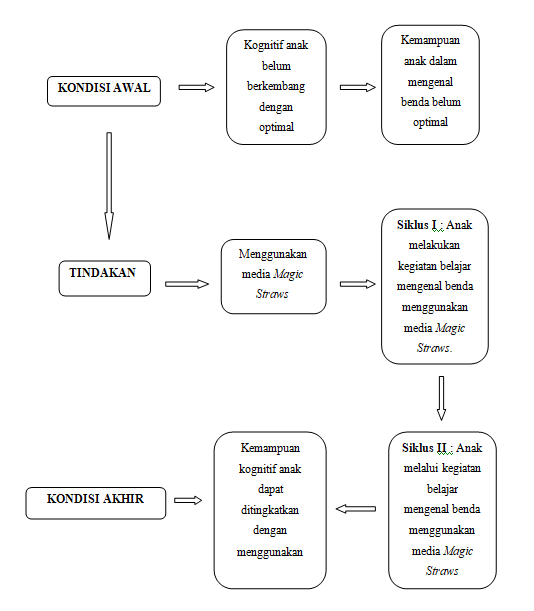 KONDISI AWAL
Kognitif anak
belum
berkembang
dengan
optimal
Kemampuan
anak dalam
mengenal
benda belum
optimal
TINDAKAN
Menggunakan
media Magic
Straws
Siklus I : Anak
melakukan
kegiatan belajar
mengenal benda
menggunakan
media Magic
Straws.
KONDISI AKHIR
Kemampuan
kognitif anak
dapat
ditingkatkan
dengan
menggunakan
Siklus II : Anak
melalui kegiatan
belajar
mengenal benda
menggunakan
media Magic
Straws